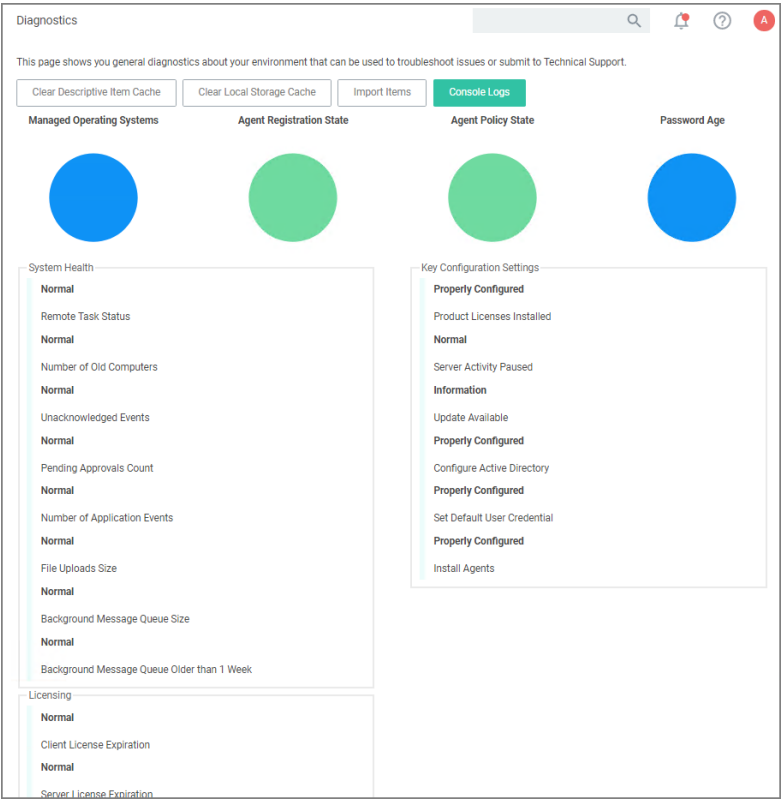 Diagnostics
A
This page shows you general diagnostics about your environment that can be used to troubleshoot issues or submit to Technical Support.
Clear Descriptive Item Cache
Clear Local Storage Cache
Import Items
Console Logs
Managed Operating Systems
Agent Registration State
Agent Policy State
Password Age
System Health
Normal
Remote Task Status
Normal
Number of Old Computers
Normal
Unacknowledged Events
Normal
Pending Approvals Count
Normal
Number of Application Events
Normal
File Uploads Size
Normal
Background Message Queue Size
Normal
Background Message Queue Older than 1 Week
Key Configuration Settings
Properly Configured
Product Licenses Installed
Normal
Server Activity Paused
Information
Update Available
Properly Configured
Configure Active Directory
Properly Configured
Set Default User Credential
Properly Configured
Install Agents
Licensing
Normal
Client License Expiration
Normal
Server License Expiration